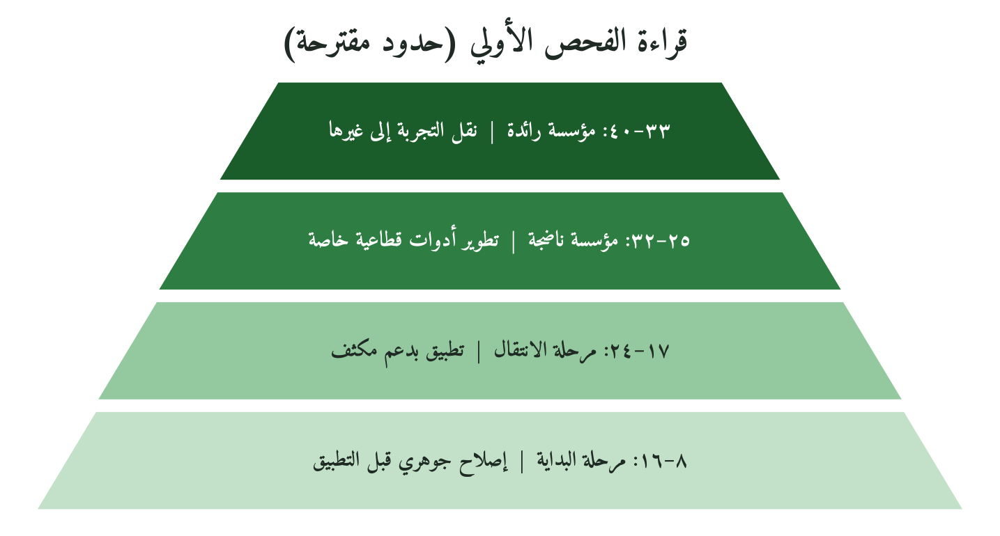 قراءة الفحص الأولي (حدود مقترحة)
٣٣-٤٠: مؤسسة رائدة | نقل التجربة إلى غيرها
٢٥-٣٢: مؤسسة ناضجة | تطوير أدوات قطاعية خاصة
١٧-٢٤: مرحلة الانتقال | تطبيق بدعم مكثف
٨-١٦: مرحلة البداية | إصلاح جوهري قبل التطبيق